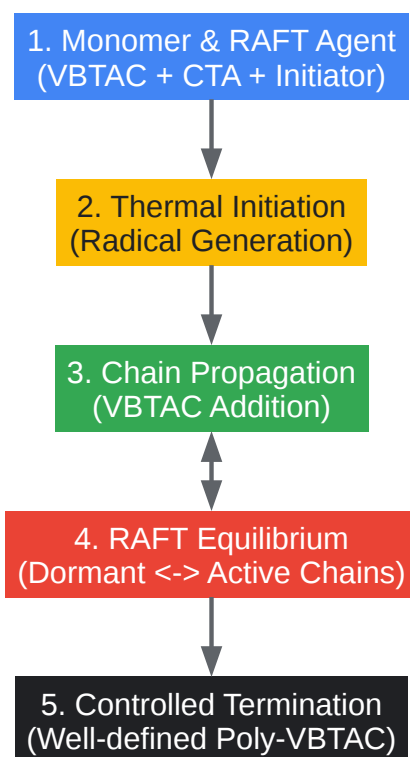 1. Monomer & RAFT Agent
(VBTAC + CTA + Initiator)
2. Thermal Initiation
(Radical Generation)
3. Chain Propagation
(VBTAC Addition)
4. RAFT Equilibrium
(Dormant <-> Active Chains)
5. Controlled Termination
(Well-defined Poly-VBTAC)